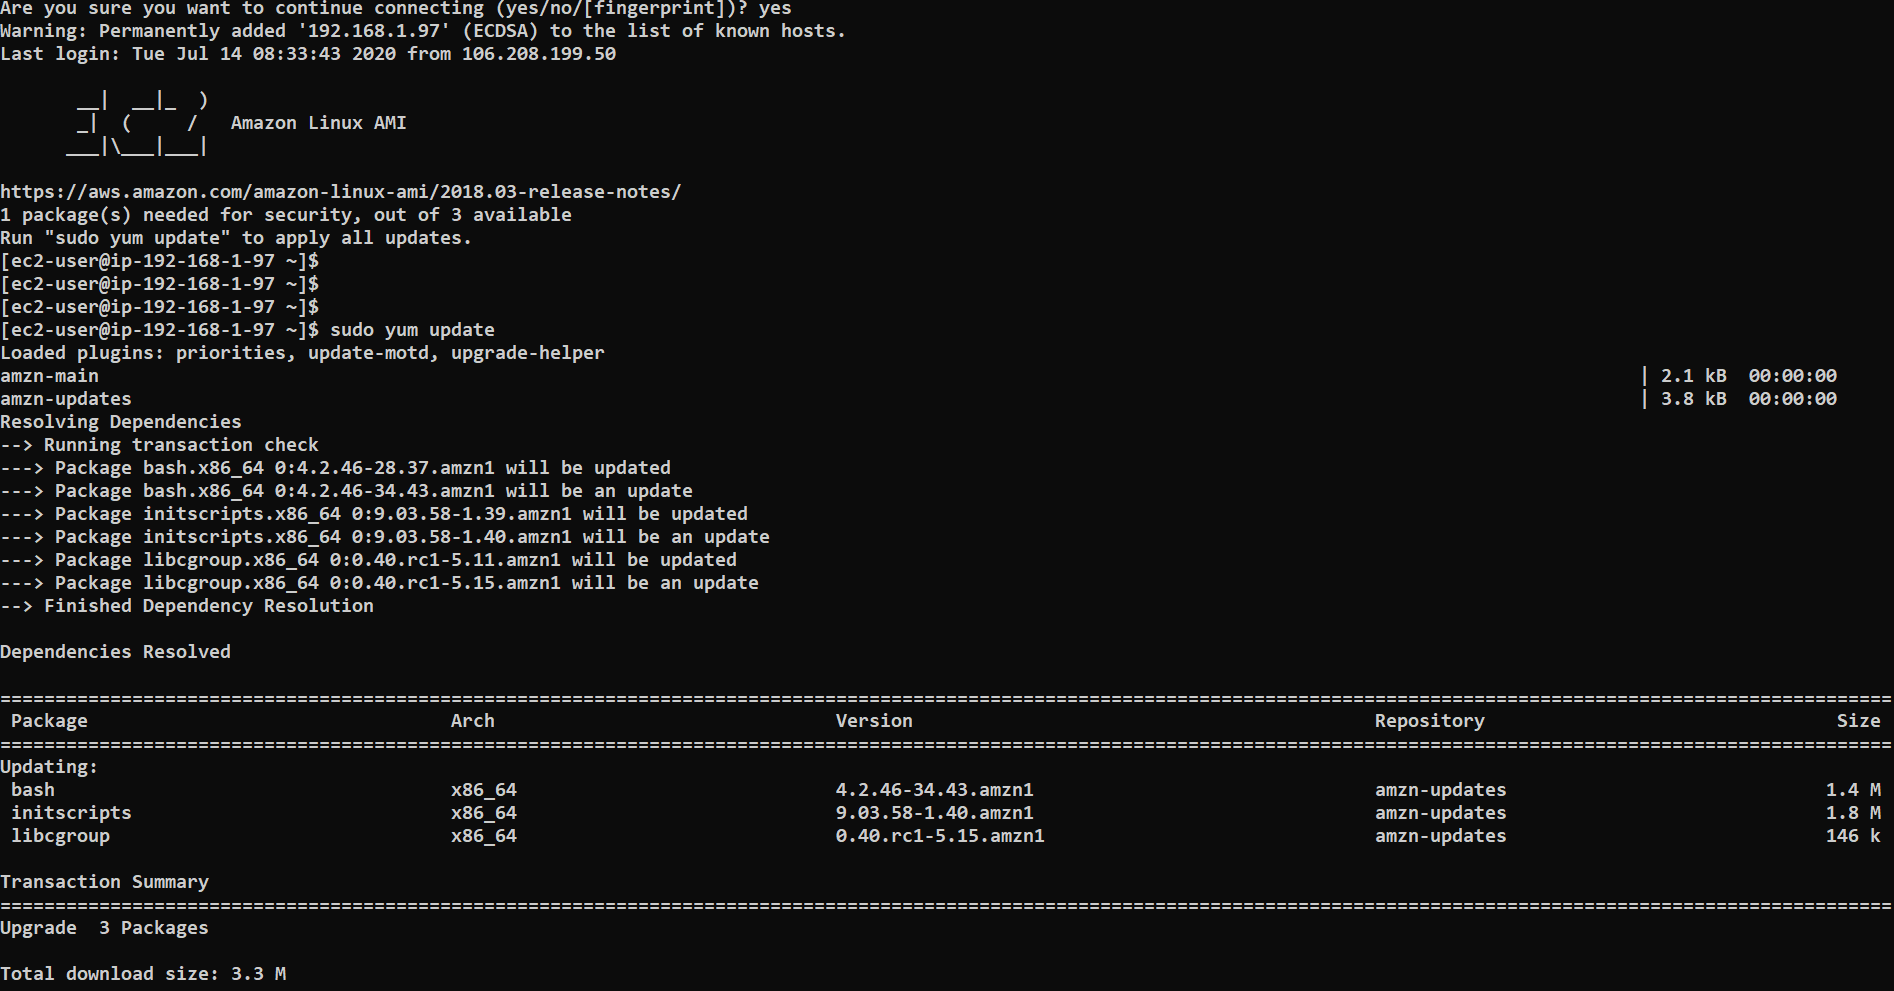 Are you sure you want to continue connecting (yes/no/[fingerprint])? yes
Warning: Permanently added '192.168.1.97' (ECDSA) to the list of known hosts.
Last login: Tue Jul 14 08:33:43 2020 from 106.208.199.50
       __|  __|_  )
       _|  (     /   Amazon Linux AMI
      ___|\___|___|
https://aws.amazon.com/amazon-linux-ami/2018.03-release-notes/
1 package(s) needed for security, out of 3 available
Run "sudo yum update" to apply all updates.
[ec2-user@ip-192-168-1-97 ~]$
[ec2-user@ip-192-168-1-97 ~]$
[ec2-user@ip-192-168-1-97 ~]$
[ec2-user@ip-192-168-1-97 ~]$ sudo yum update
Loaded plugins: priorities, update-motd, upgrade-helper
amzn-main | 2.1 kB  00:00:00
amzn-updates | 3.8 kB  00:00:00
Resolving Dependencies
--> Running transaction check
---> Package bash.x86_64 0:4.2.46-28.37.amzn1 will be updated
---> Package bash.x86_64 0:4.2.46-34.43.amzn1 will be an update
---> Package initscripts.x86_64 0:9.03.58-1.39.amzn1 will be updated
---> Package initscripts.x86_64 0:9.03.58-1.40.amzn1 will be an update
---> Package libcgroup.x86_64 0:0.40.rc1-5.11.amzn1 will be updated
---> Package libcgroup.x86_64 0:0.40.rc1-5.15.amzn1 will be an update
--> Finished Dependency Resolution
Dependencies Resolved
================================================================================
Package Arch Version Repository Size
================================================================================
Updating:
bash x86_64 4.2.46-34.43.amzn1 amzn-updates 1.4 M
initscripts x86_64 9.03.58-1.40.amzn1 amzn-updates 1.8 M
libcgroup x86_64 0.40.rc1-5.15.amzn1 amzn-updates 146 k
Transaction Summary
================================================================================
Upgrade  3 Packages
Total download size: 3.3 M